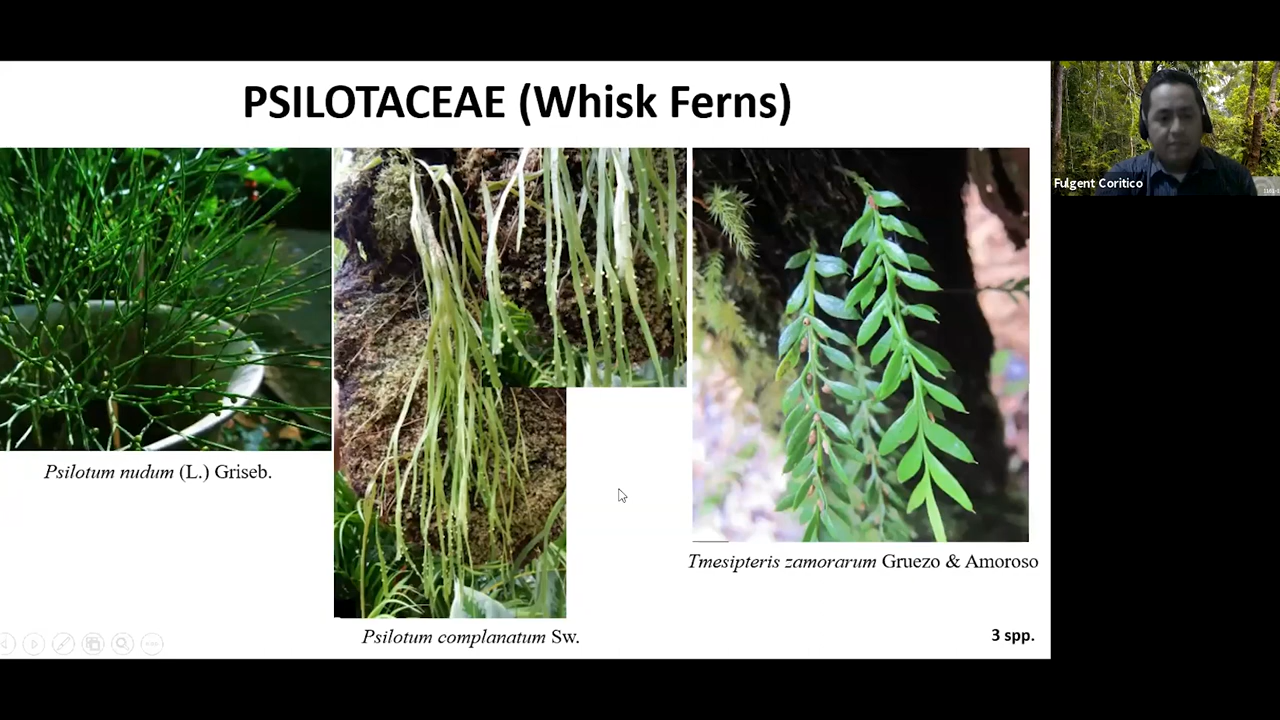 PSILOTACEAE (Whisk Ferns)
Fulgent Coritico
Psilotum nudum (L.) Griseb.
Tmesipteris zamorarum Gruezo & Amoroso
Psilotum complanatum Sw.
3 spp.